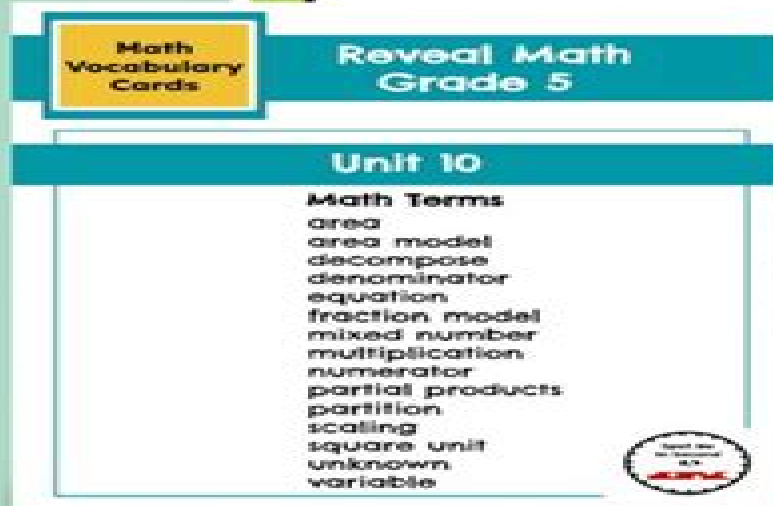 Math
Vocabulary
Cards
Reveal Math
Grade 5
Unit 10
Math Terms
area
area model
decompose
denominator
equation
fraction model
mixed number
multiplication
numerator
partial products
partition
scaling
square unit
unknown
variable